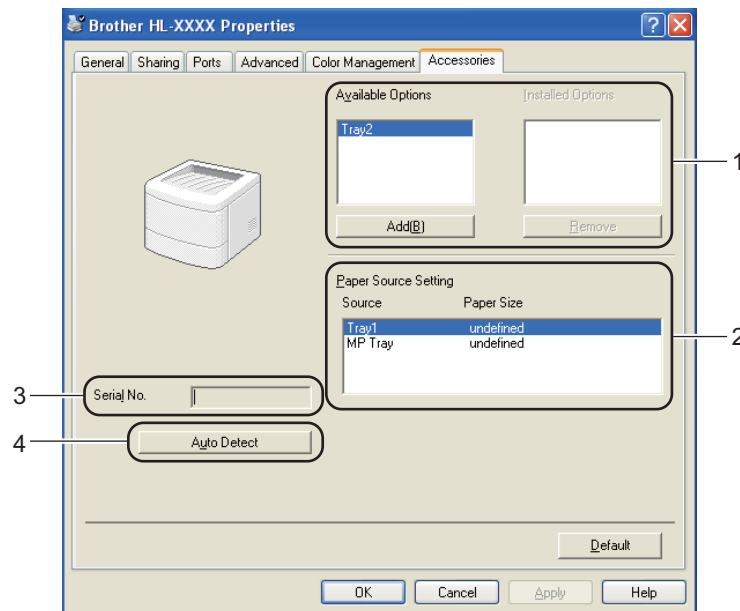 Brother HL-XXXX Properties
General Sharing Ports Advanced Color Management Accessories
Available Options Installed Options
Tray2
1
Add(B) Remove
Paper Source Setting
Source Paper Size
Tray1 undefined
MP Tray undefined
2
3 Serial No.
4 Auto Detect
Default
OK Cancel Apply Help